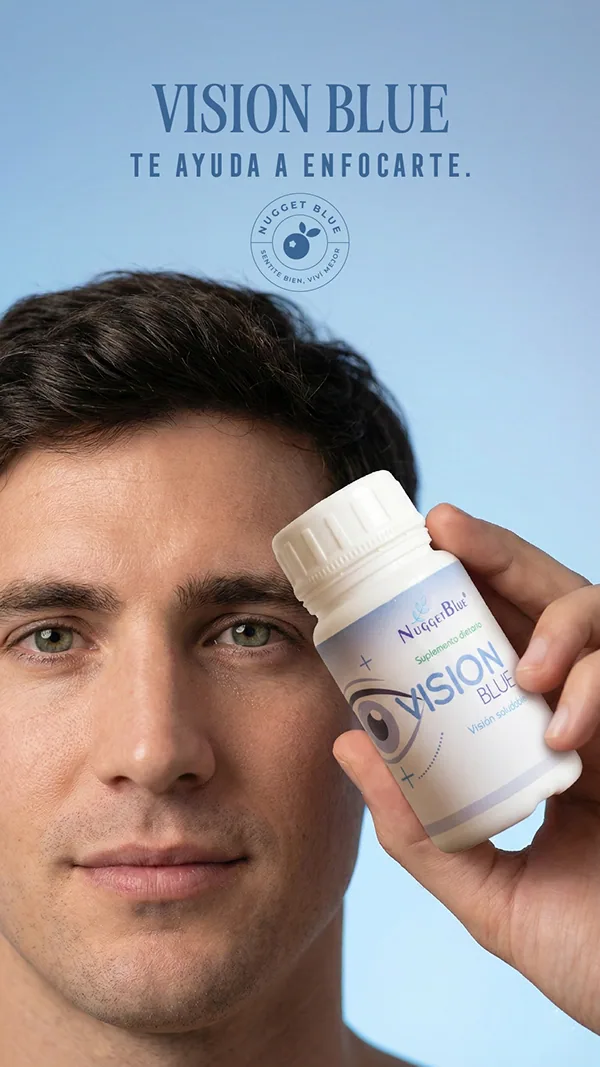 VISION BLUE
TE AYUDA A ENFOCARTE.
NUGGET BLUE
SENTITE BIEN, VIVÍ MEJOR
NUGGETBLUE®
Suplemento dietario
VISION
BLUE
Visión saludable